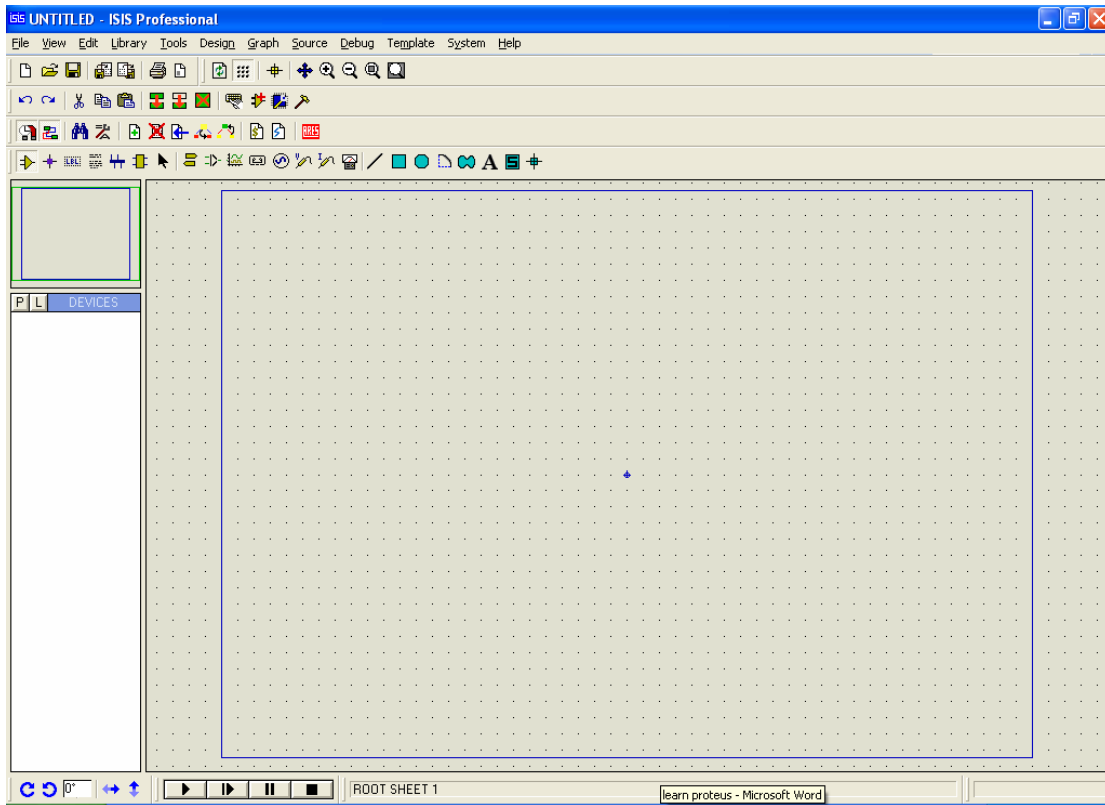 ISIS UNTITLED - ISIS Professional
File View Edit Library Tools Design Graph Source Debug Template System Help
A
P L DEVICES
0° ROOT SHEET 1
learn proteus - Microsoft Word